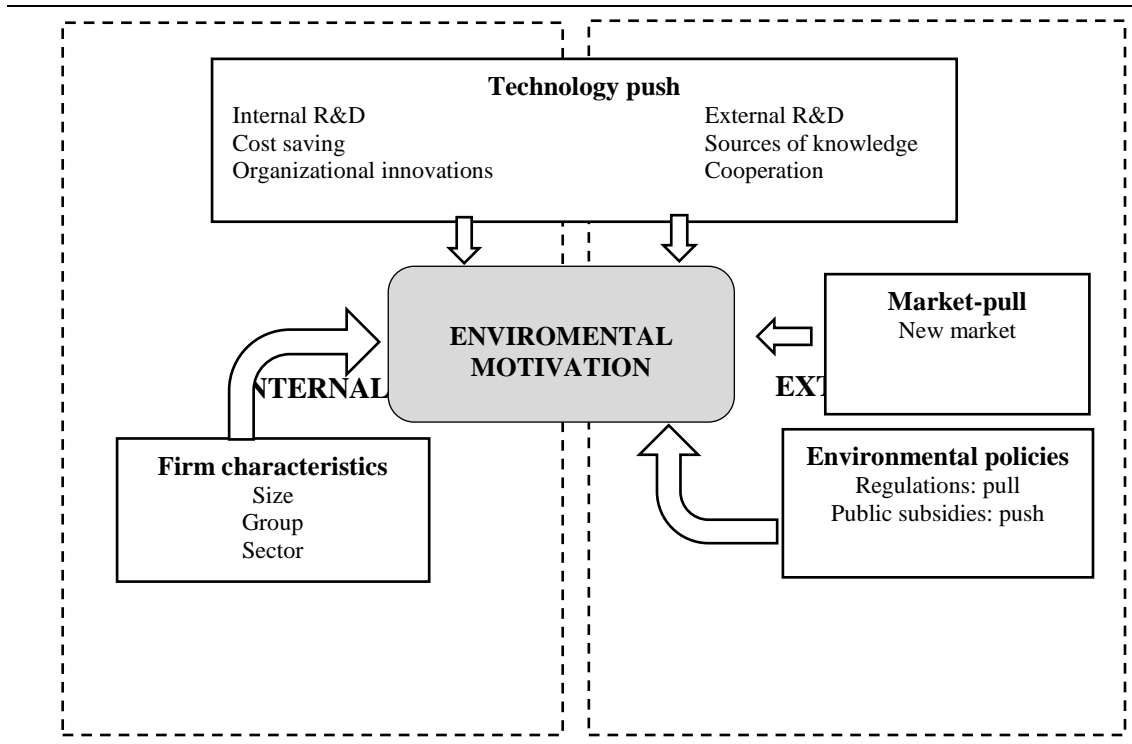 Technology push
Internal R&D
Cost saving
Organizational innovations
External R&D
Sources of knowledge
Cooperation
ENVIROMENTAL
MOTIVATION
Market-pull
New market
NTERNAL
EXT
Firm characteristics
Size
Group
Sector
Environmental policies
Regulations: pull
Public subsidies: push